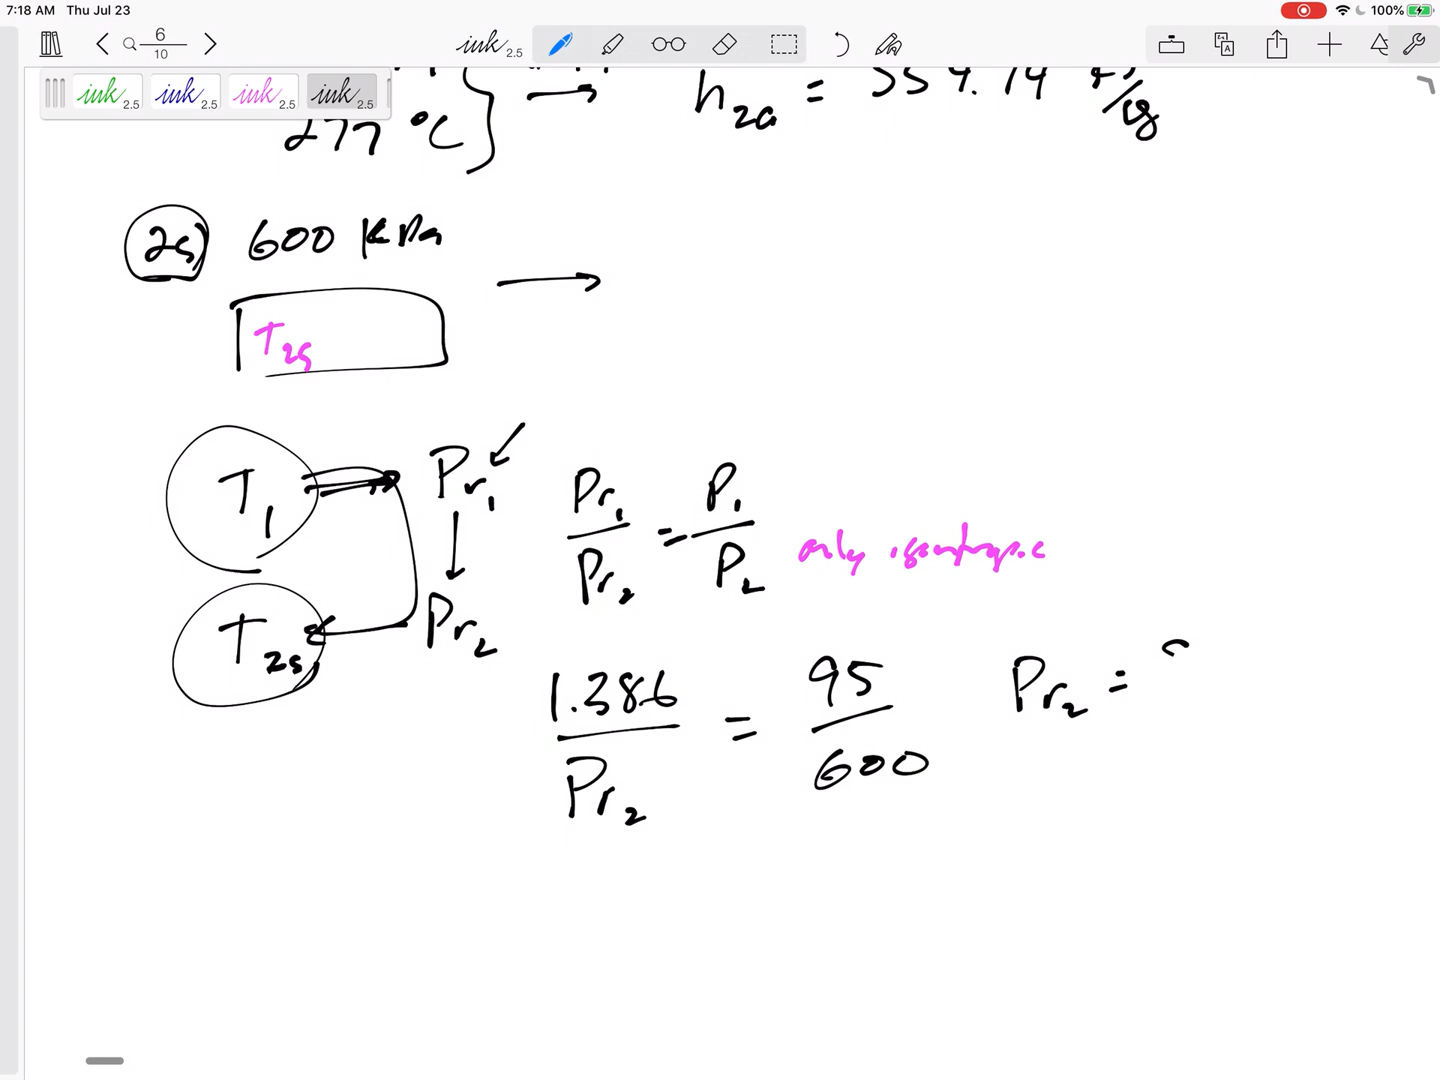 7:18 AM Thu Jul 23
100%
6
10
ink 2.5
ink 2.5 ink 2.5 ink 2.5 ink 2.5
277 °C } → h2a = 554.74 kJ/kg
2s 600 KPa
→
T2s
T1 → Pr1
Pr1/Pr2 = P1/P2 only isentropic
T2s Pr2
1.386/Pr2 = 95/600 Pr2 =